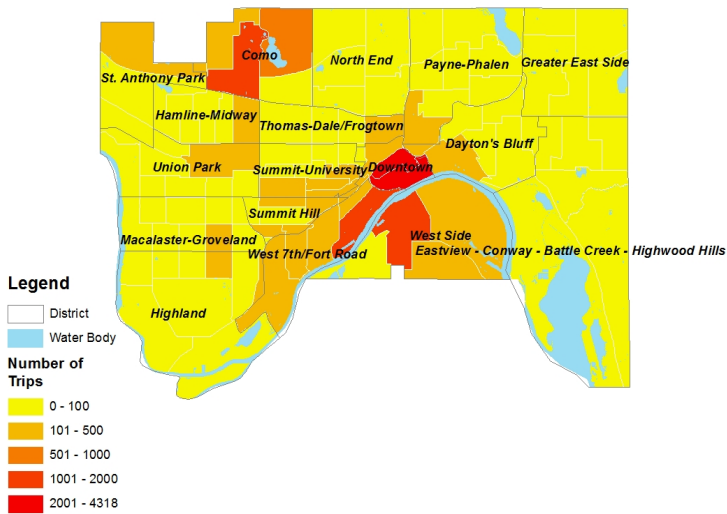 Como
North End
Payne-Phalen
Greater East Side
St. Anthony Park
Hamline-Midway
Thomas-Dale/Frogtown
Dayton's Bluff
Union Park
Summit-University
Downtown
Summit Hill
Macalaster-Groveland
West 7th/Fort Road
West Side
Eastview - Conway - Battle Creek - Highwood Hills
Highland
Legend
District
Water Body
Number of
Trips
0 - 100
101 - 500
501 - 1000
1001 - 2000
2001 - 4318